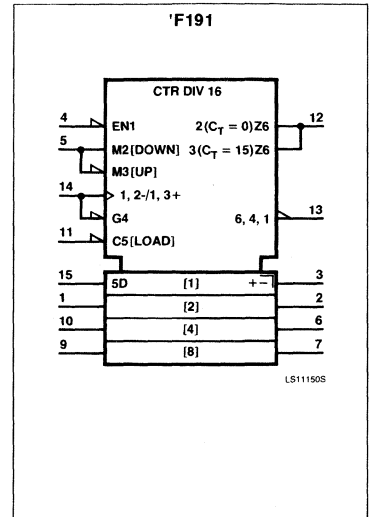 'F191
CTR DIV 16
4 EN1 2(CT = 0)Z6 12
5 M2[DOWN] 3(CT = 15)Z6
M3[UP]
14 1, 2-/1, 3+
G4 6, 4, 1 13
11 C5[LOAD]
15 5D [1] +- 3
1 [2] 2
10 [4] 6
9 [8] 7
LS11150S